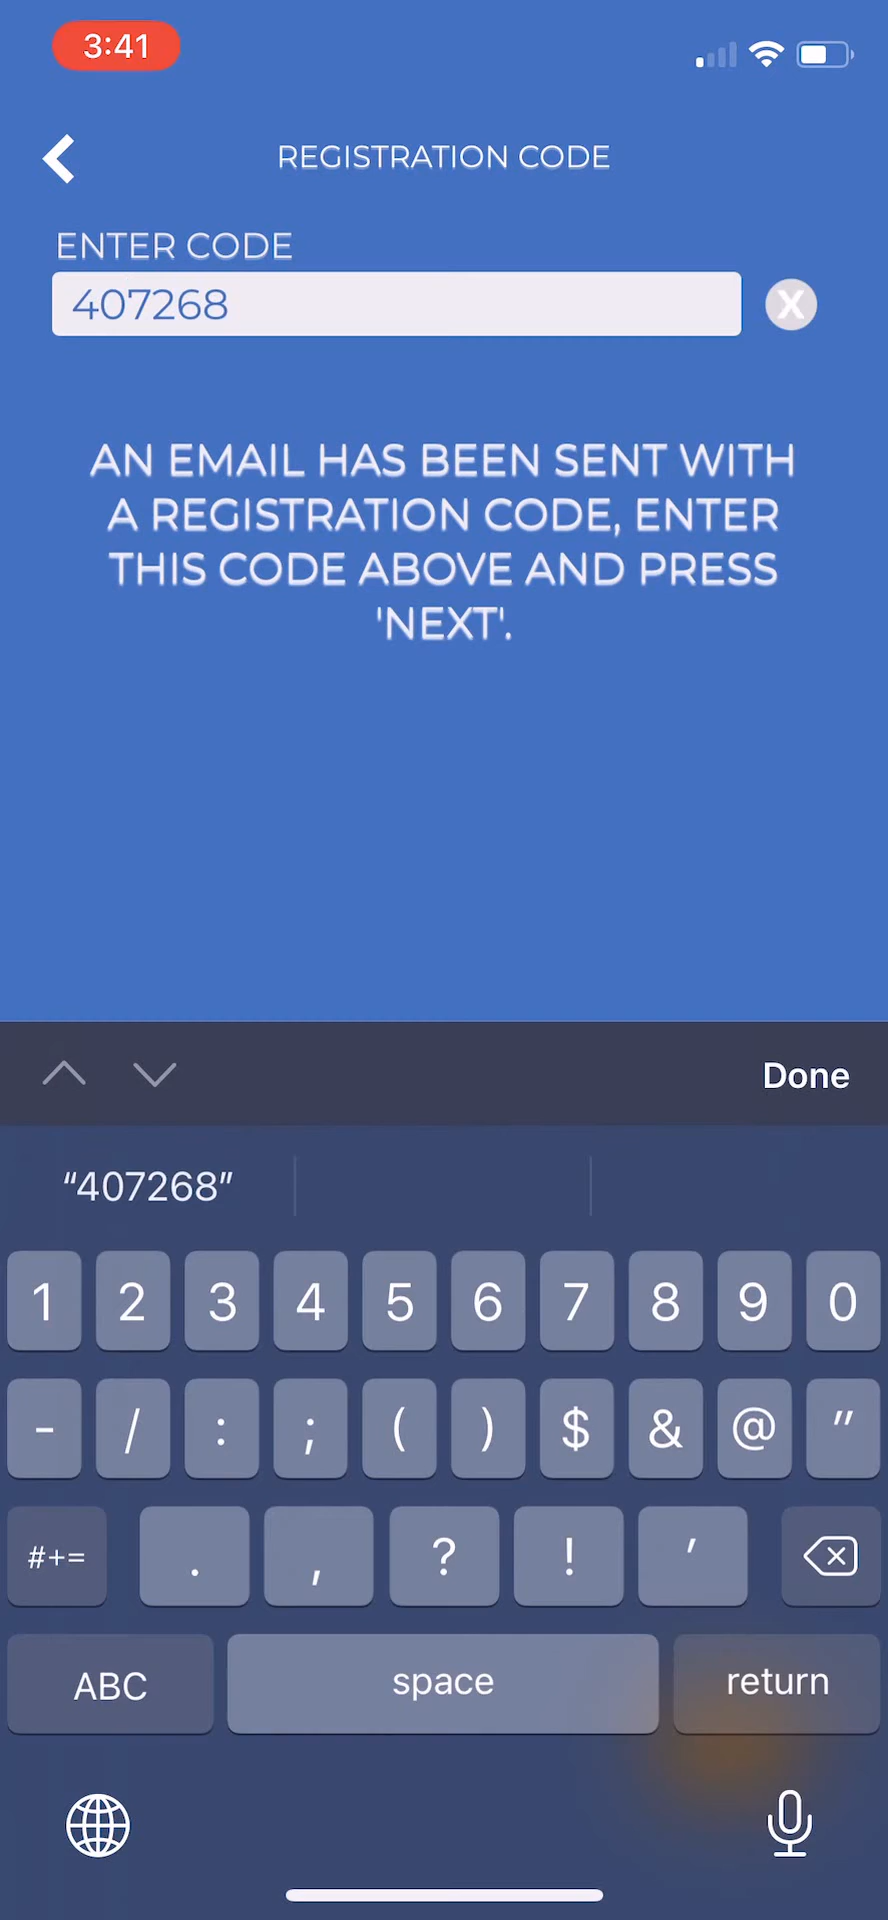 3:41
REGISTRATION CODE
ENTER CODE
407268
X
AN EMAIL HAS BEEN SENT WITH
A REGISTRATION CODE, ENTER
THIS CODE ABOVE AND PRESS
'NEXT'.
Done
“407268”
1 2 3 4 5 6 7 8 9 0
- / : ; ( ) $ & @ "
#+= . , ? ! '
ABC space return